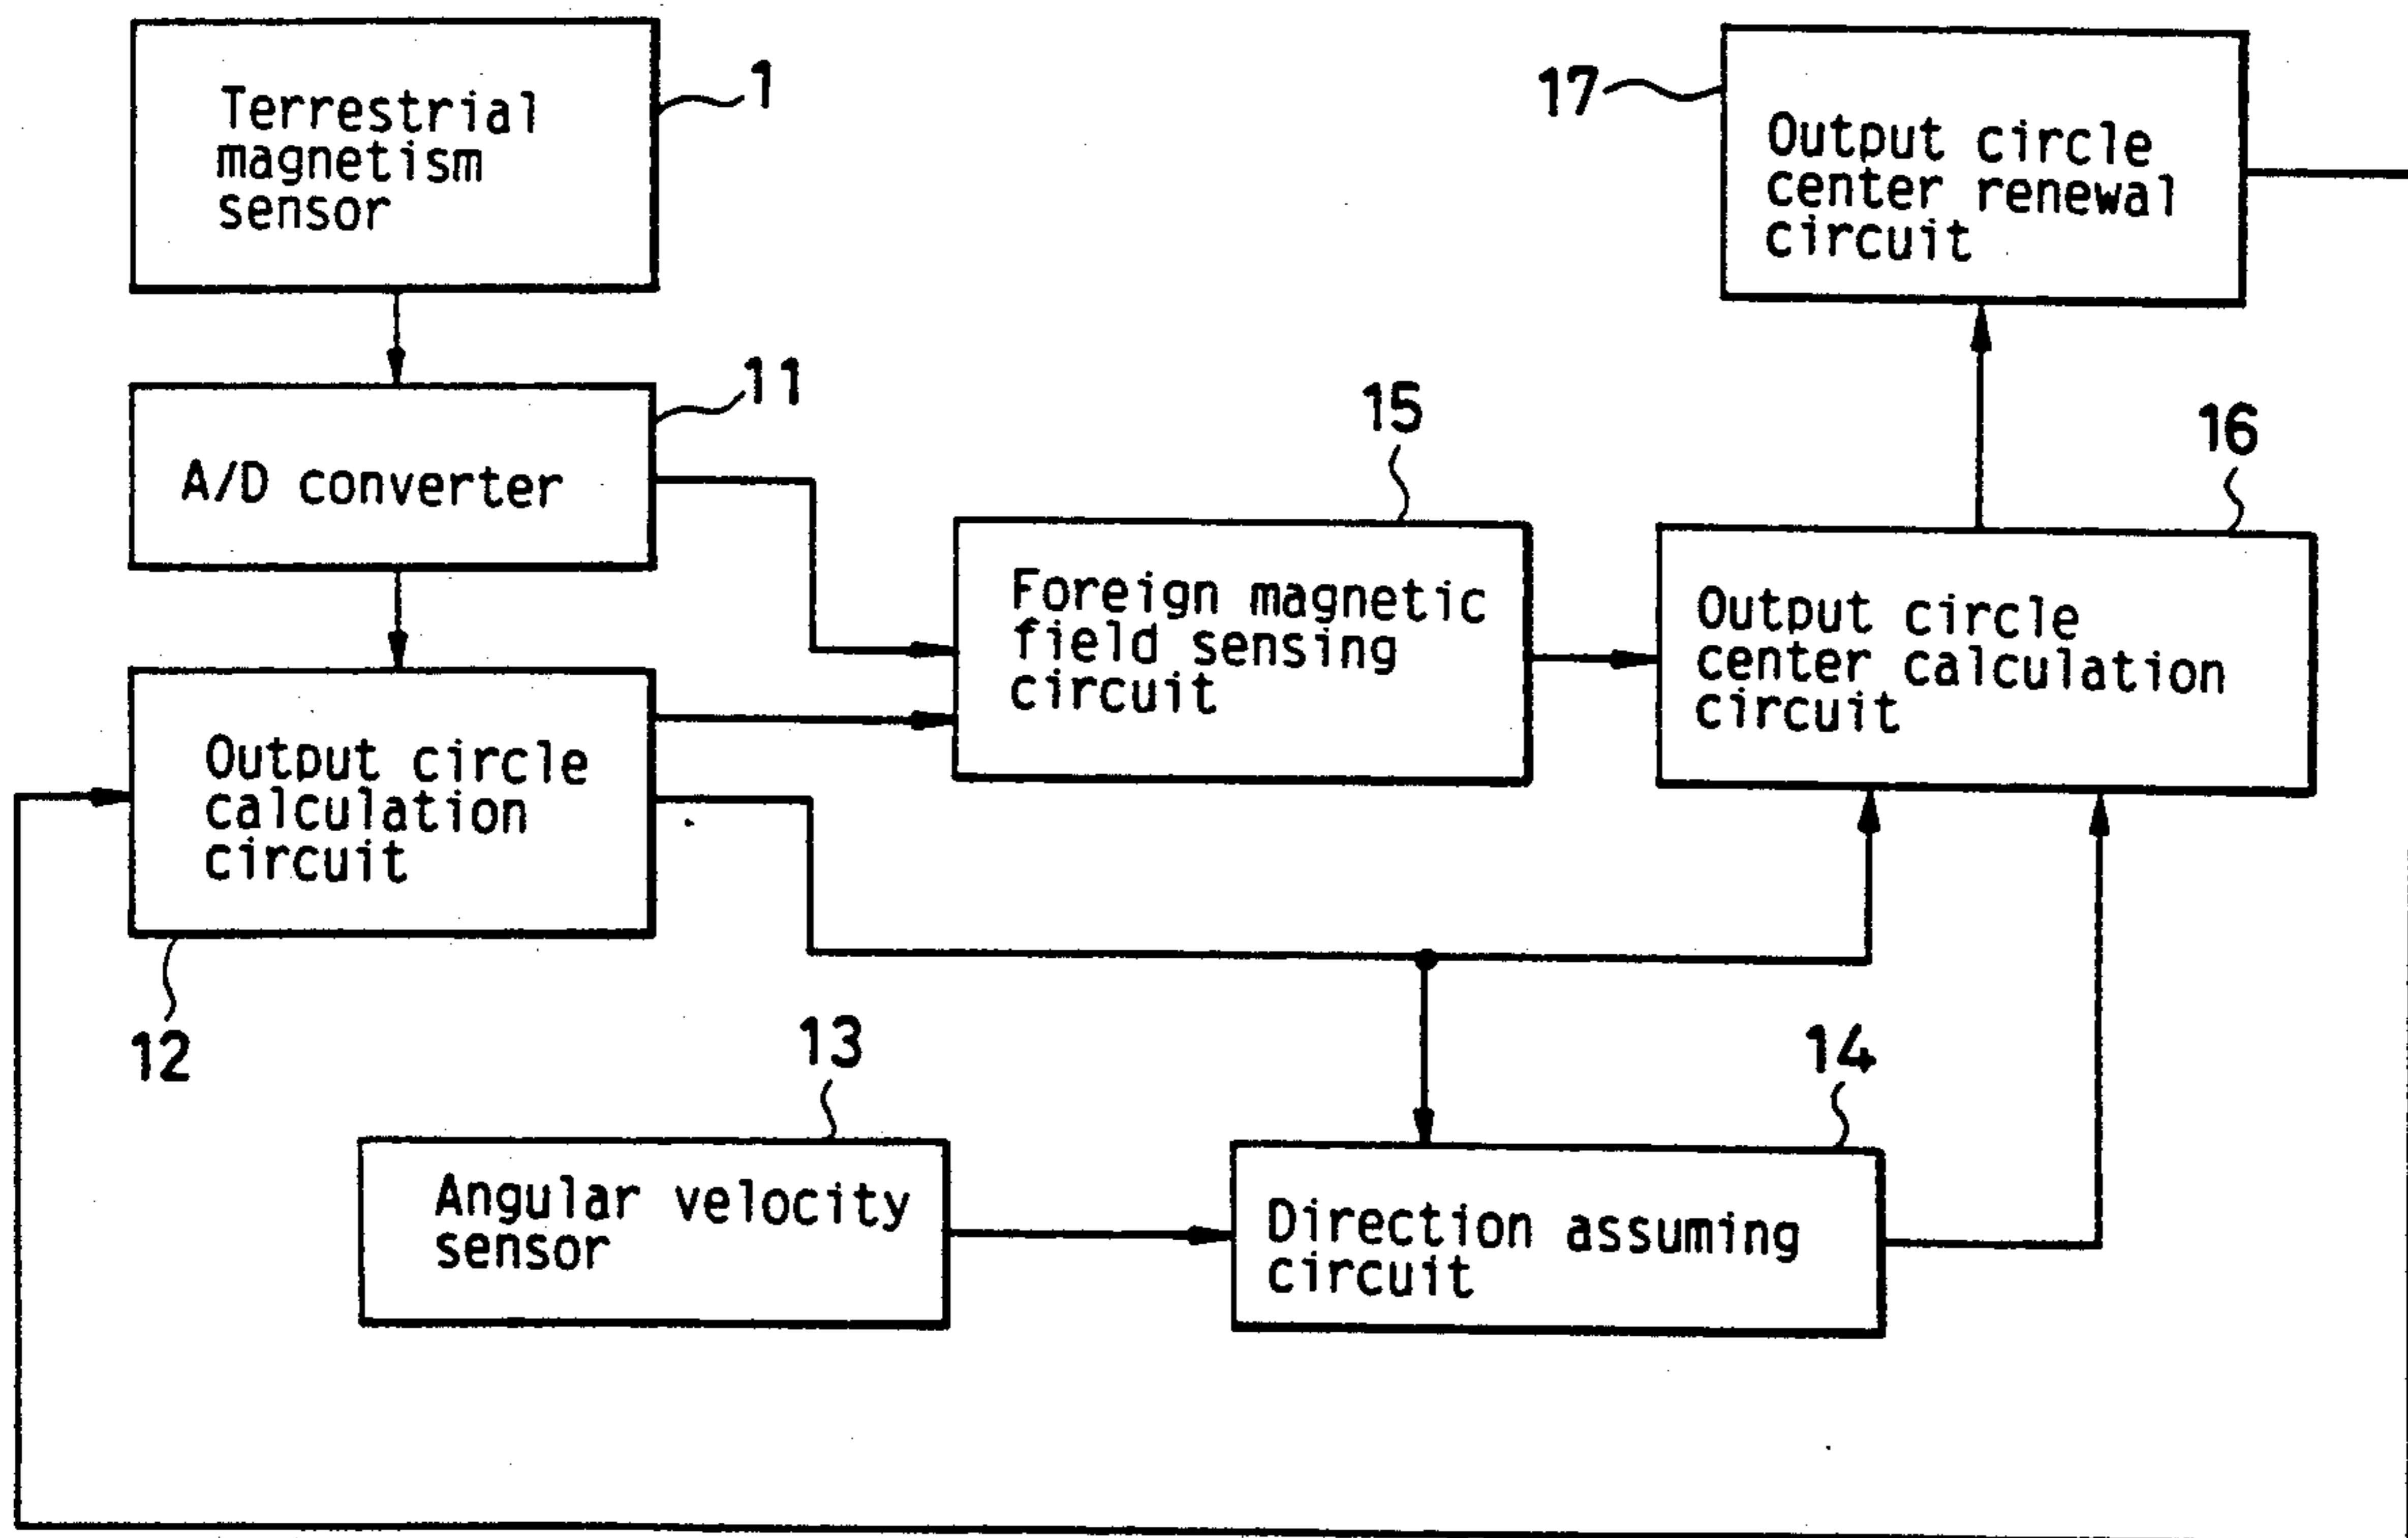 Terrestrial
magnetism
sensor
1
17
Output circle
center renewal
circuit
A/D converter
11
15
Foreign magnetic
field sensing
circuit
16
Output circle
center calculation
circuit
Output circle
calculation
circuit
12
13
Angular velocity
sensor
14
Direction assuming
circuit